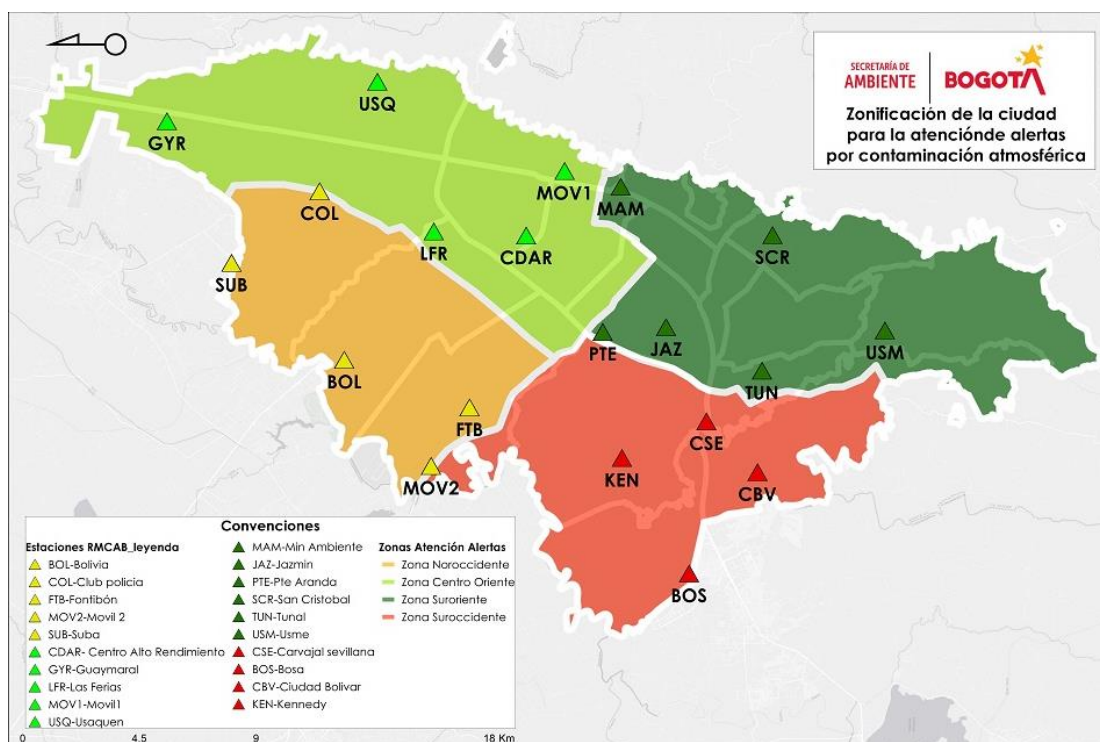 SECRETARÍA DE
AMBIENTE
BOGOTÁ
Zonificación de la ciudad
para la atenciónde alertas
por contaminación atmosférica
USQ
GYR
MOV1
COL
MAM
LFR
CDAR
SCR
SUB
PTE
JAZ
USM
BOL
TUN
FTB
CSE
MOV2
KEN
CBV
BOS
Convenciones
Estaciones RMCAB_leyenda
BOL-Bolivia
COL-Club policia
FTB-Fontibón
MOV2-Movil 2
SUB-Suba
CDAR- Centro Alto Rendimiento
GYR-Guaymaral
LFR-Las Ferias
MOV1-Movil1
USQ-Usaquen
MAM-Min Ambiente
JAZ-Jazmin
PTE-Pte Aranda
SCR-San Cristobal
TUN-Tunal
USM-Usme
CSE-Carvajal sevillana
BOS-Bosa
CBV-Ciudad Bolivar
KEN-Kennedy
Zonas Atención Alertas
Zona Noroccidente
Zona Centro Oriente
Zona Suroriente
Zona Suroccidente
0 4.5 9 18 Km